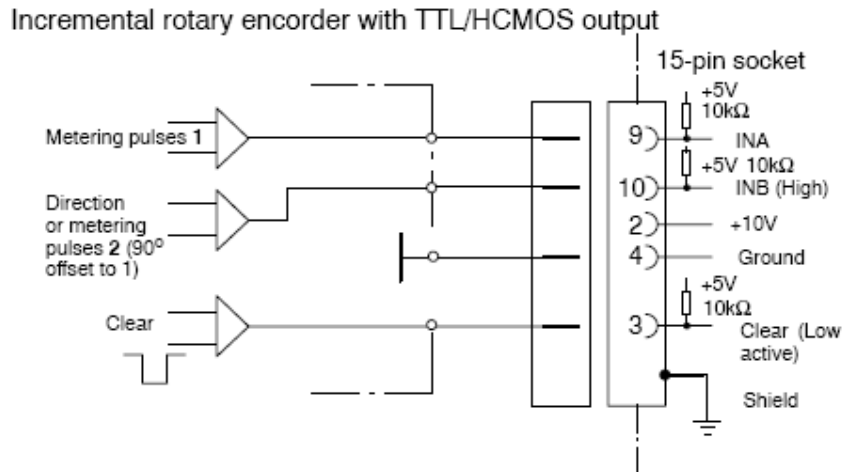 Incremental rotary encorder with TTL/HCMOS output
15-pin socket
+5V
10kΩ
Metering pulses 1
9
INA
+5V 10kΩ
10
INB (High)
Direction
or metering
pulses 2 (90º
offset to 1)
2
+10V
4
Ground
+5V
10kΩ
Clear
3
Clear (Low
active)
Shield